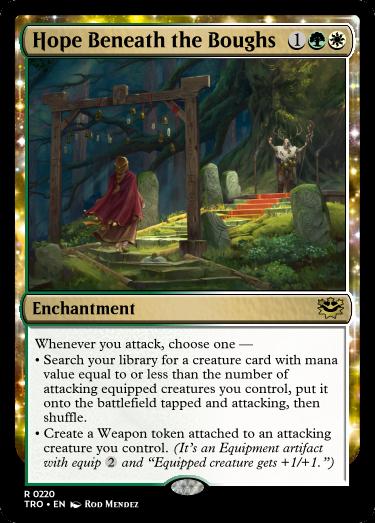 Hope Beneath the Boughs 1
Enchantment
Whenever you attack, choose one —
• Search your library for a creature card with mana
value equal to or less than the number of
attacking equipped creatures you control, put it
onto the battlefield tapped and attacking, then
shuffle.
• Create a Weapon token attached to an attacking
creature you control. (It's an Equipment artifact
with equip 2 and "Equipped creature gets +1/+1.")
R 0220
TRO • EN Rod Mendez